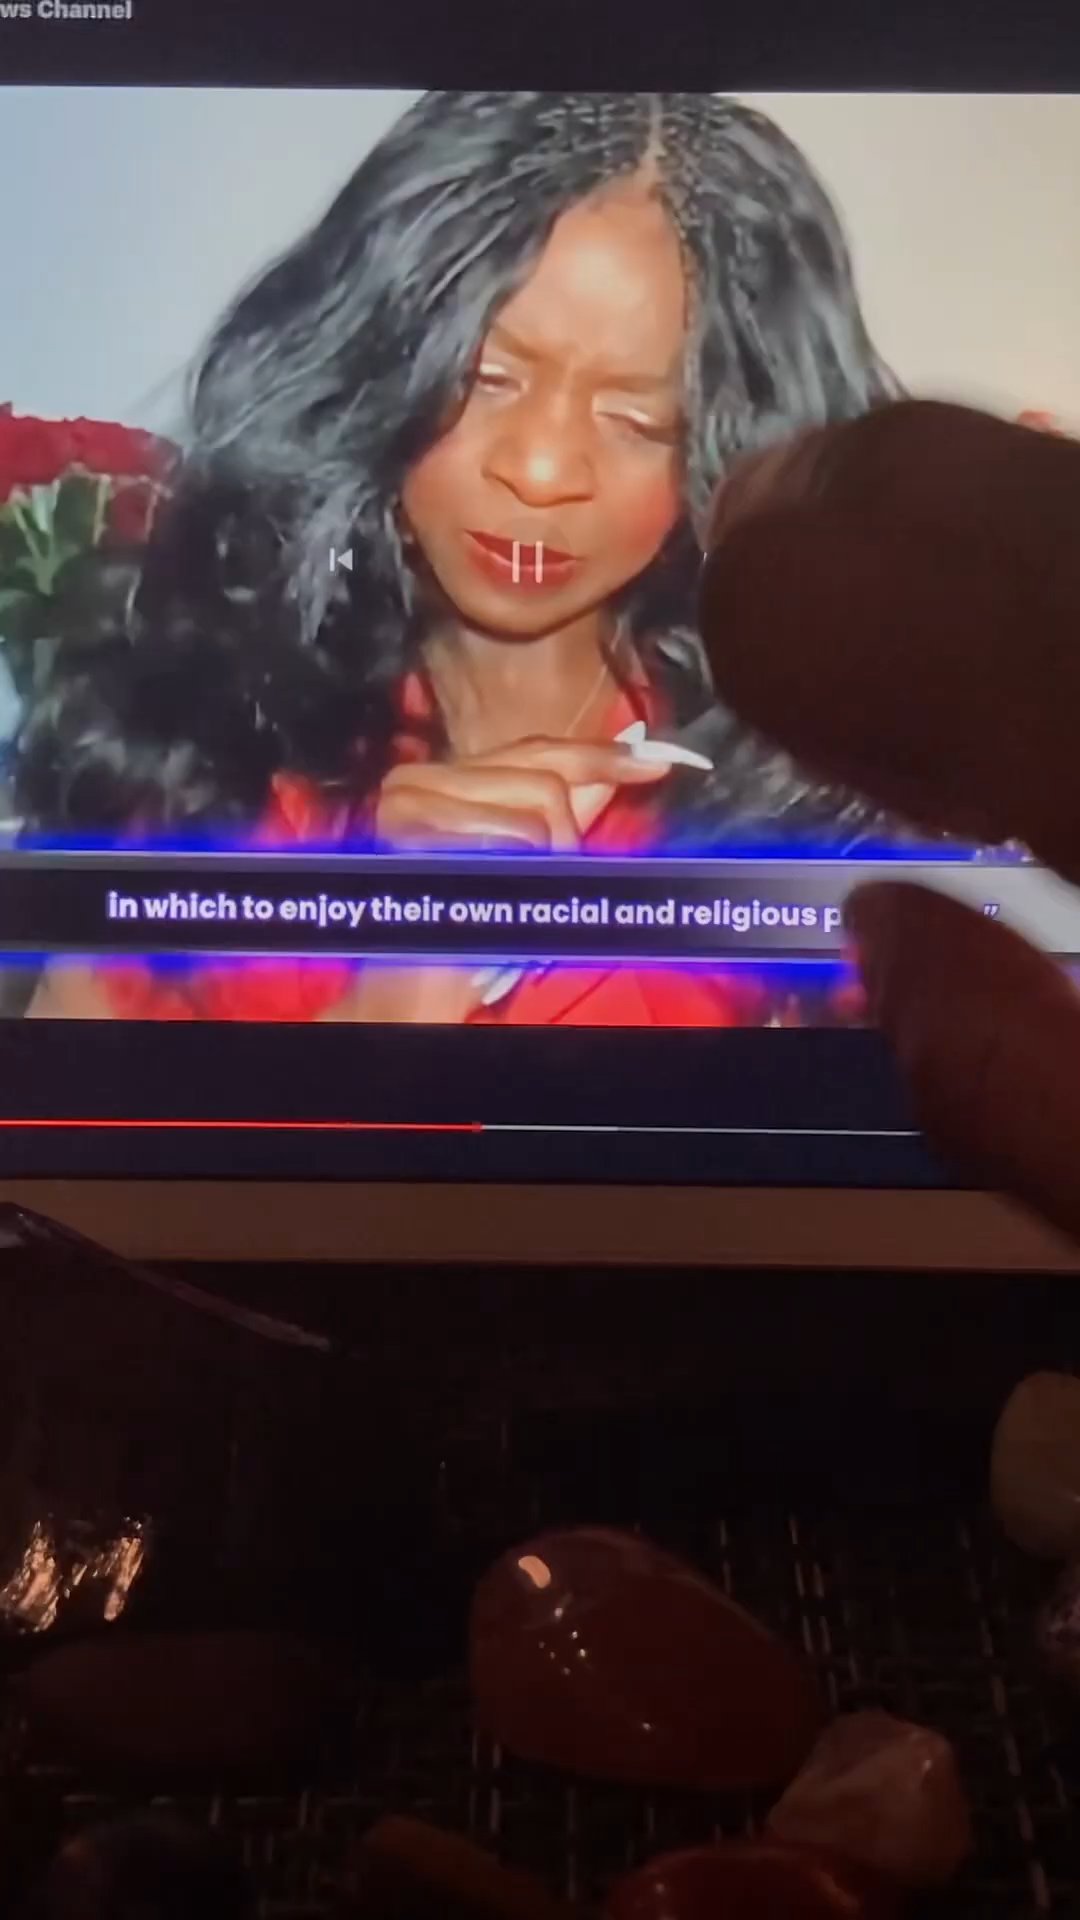 ws Channel
in which to enjoy their own racial and religious p ”